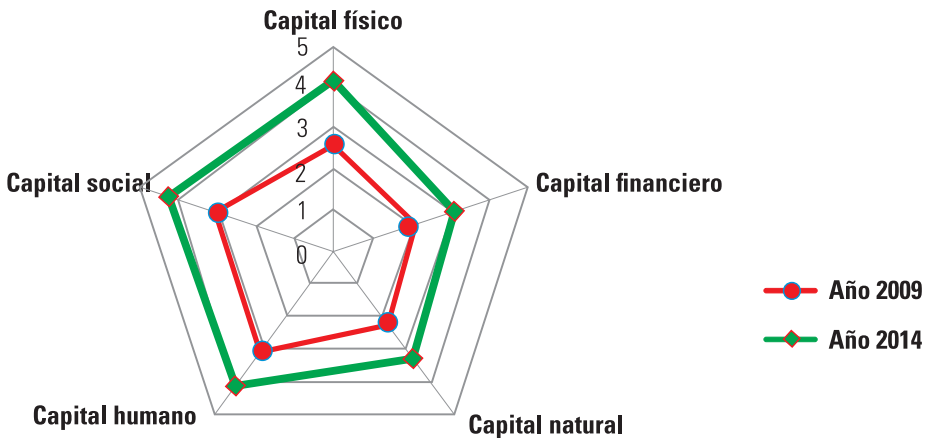 Capital físico
5
4
3
2
1
0
Capital social
Capital financiero
Año 2009
Año 2014
Capital humano
Capital natural